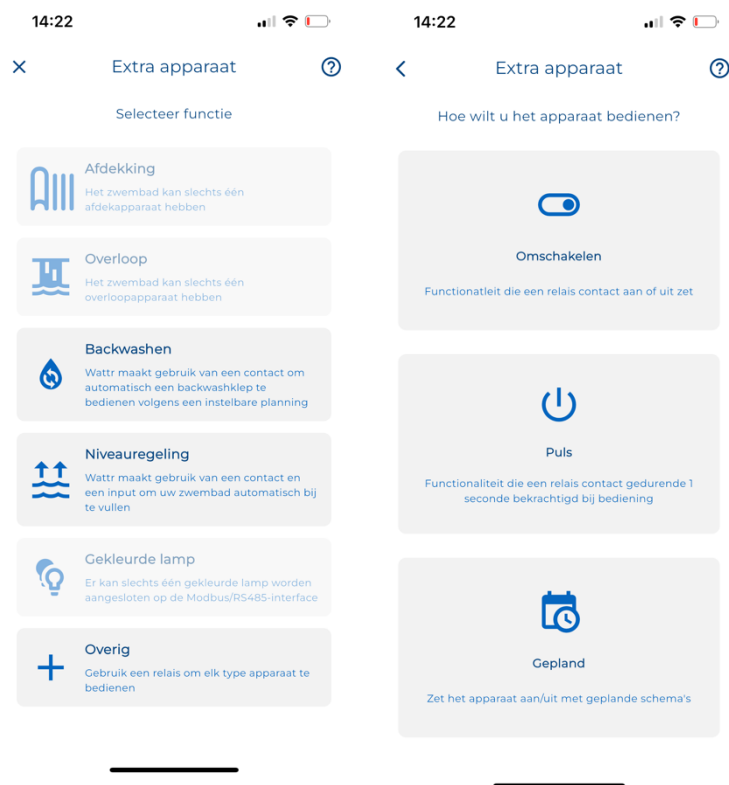 14:22
Extra apparaat
Selecteer functie
Afdekking
Het zwembad kan slechts één
afdekapparaat hebben
Overloop
Het zwembad kan slechts één
overloopapparaat hebben
Backwashen
Wattr maakt gebruik van een contact om
automatisch een backwashklep te
bedienen volgens een instelbare planning
Niveauregeling
Wattr maakt gebruik van een contact en
een input om uw zwembad automatisch bij
te vullen
Gekleurde lamp
Er kan slechts één gekleurde lamp worden
aangesloten op de Modbus/RS485-interface
Overig
Gebruik een relais om elk type apparaat te
bedienen
14:22
Extra apparaat
Hoe wilt u het apparaat bedienen?
Omschakelen
Functionatleit die een relais contact aan of uit zet
Puls
Functionaliteit die een relais contact gedurende 1
seconde bekrachtigd bij bediening
Gepland
Zet het apparaat aan/uit met geplande schema's